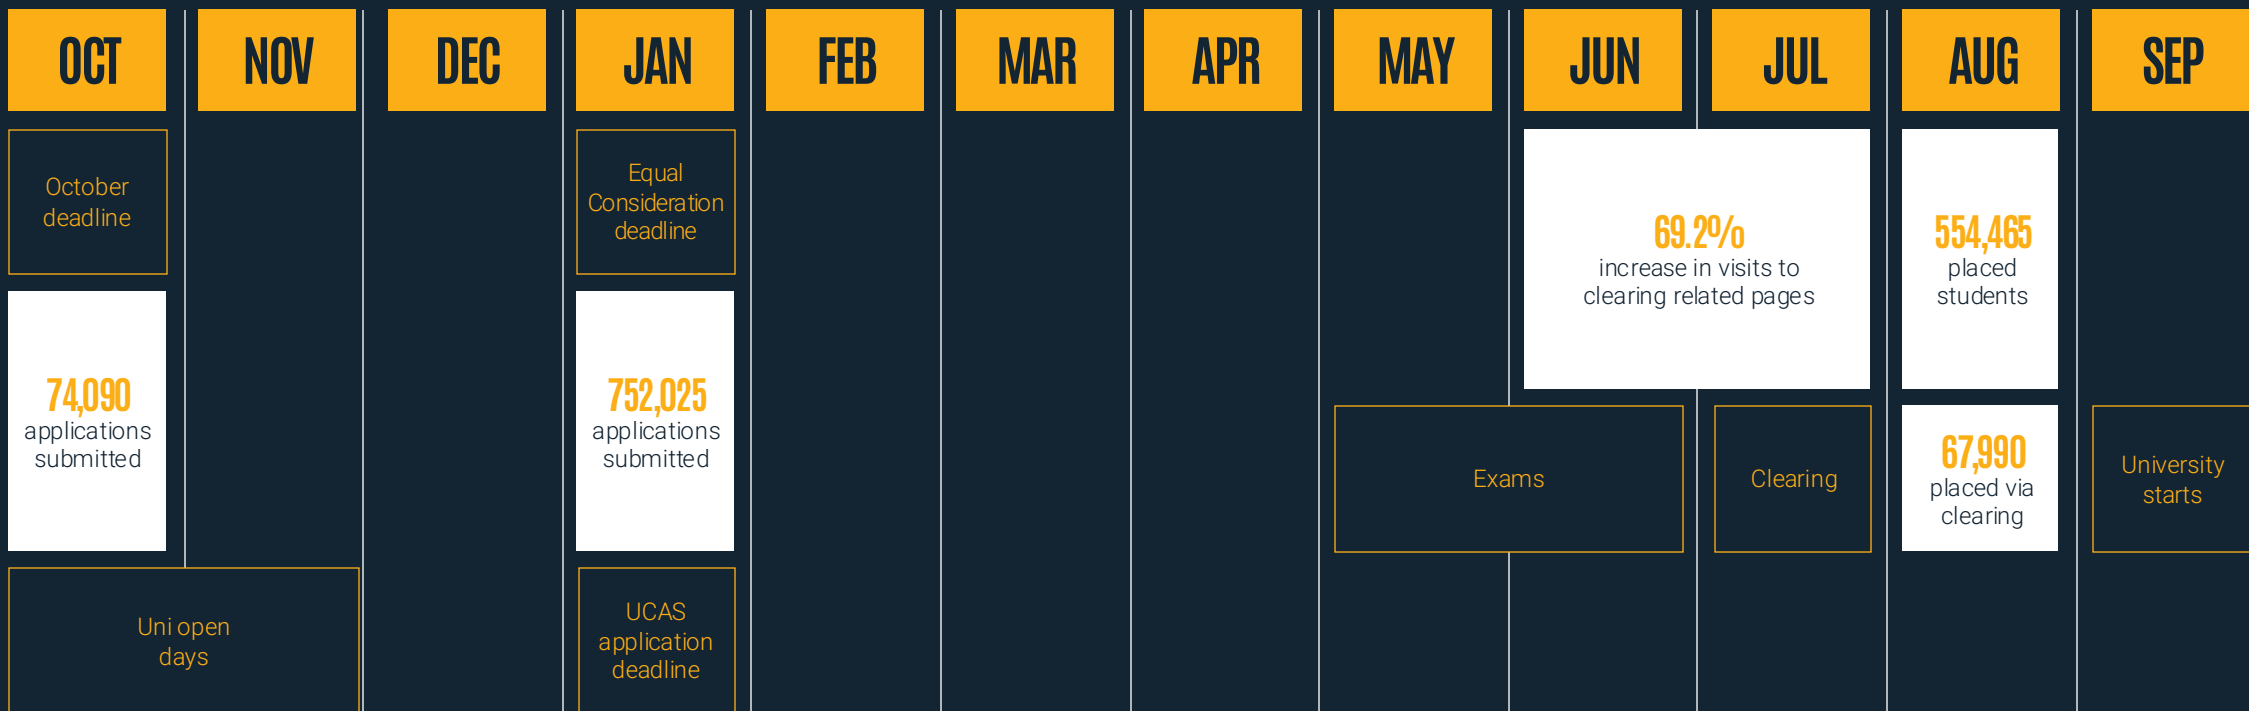 OCT
NOV
DEC
JAN
FEB
MAR
APR
MAY
JUN
JUL
AUG
SEP
October
deadline
Equal
Consideration
deadline
69.2%
increase in visits to
clearing related pages
554,465
placed
students
74,090
applications
submitted
752,025
applications
submitted
Exams
Clearing
67,990
placed via
clearing
University
starts
Uni open
days
UCAS
application
deadline